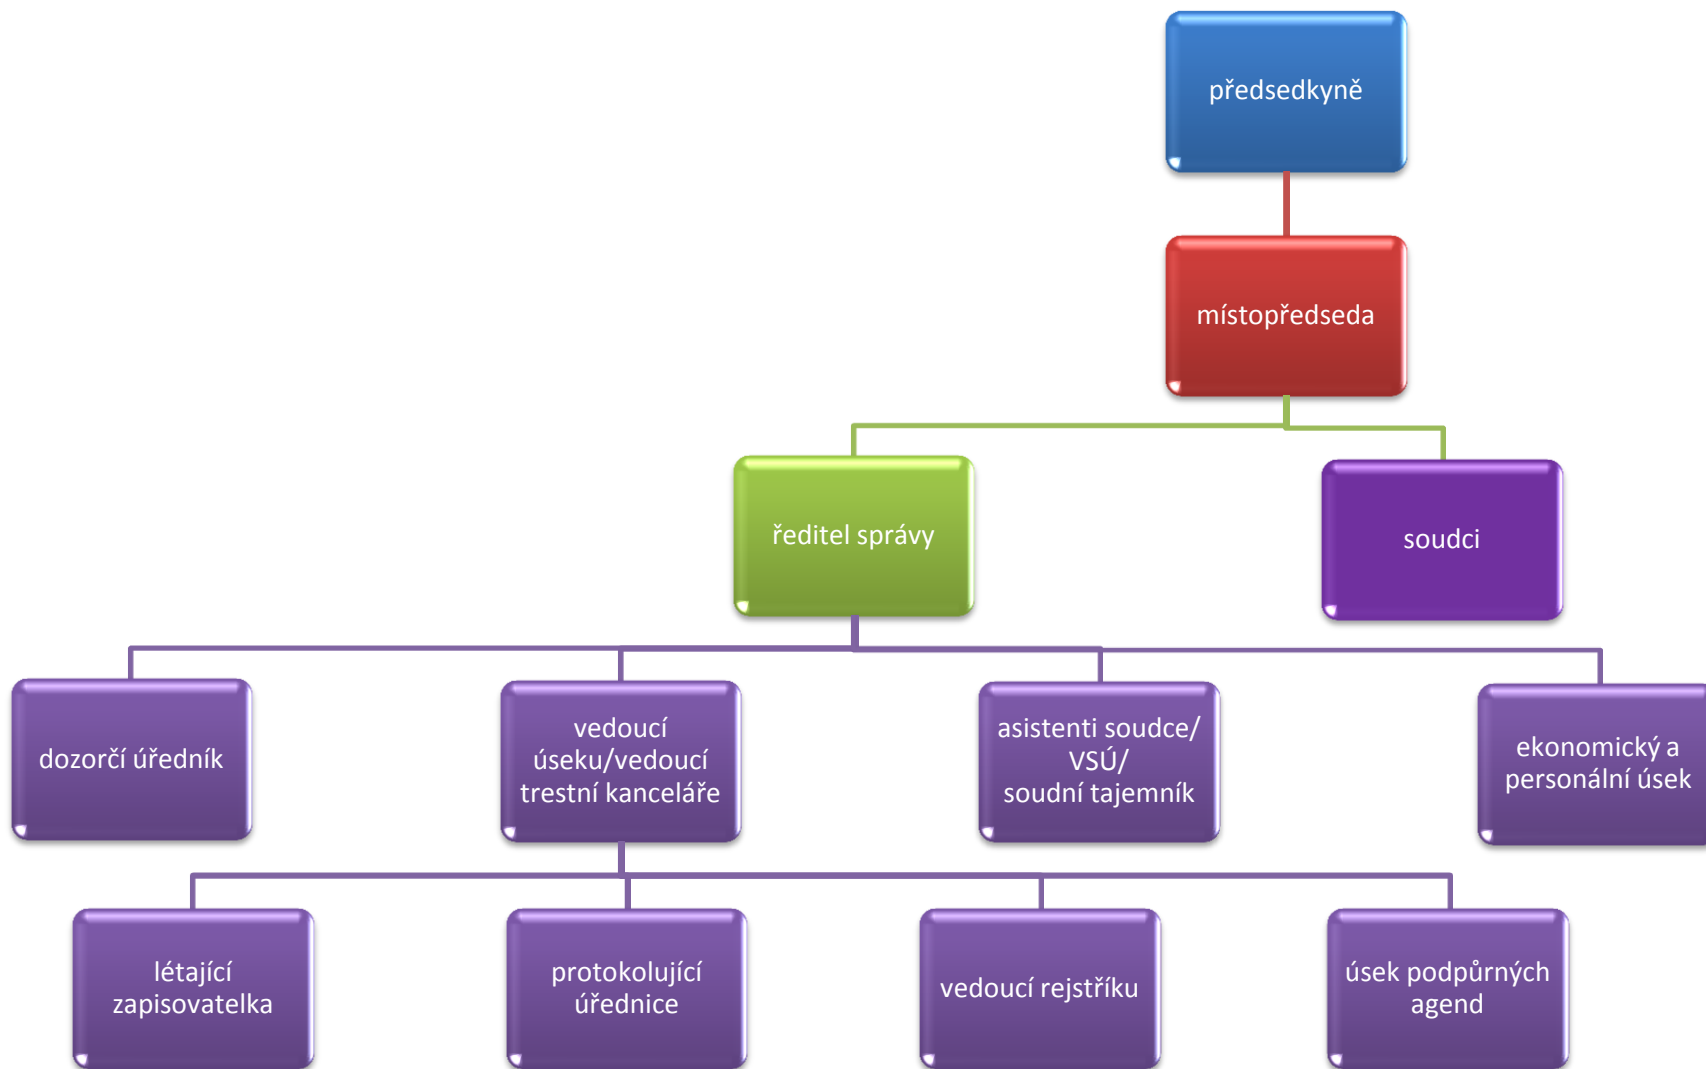 předsedkyně
místopředseda
ředitel správy
soudci
dozorčí úředník
vedoucí
úseku/vedoucí
trestní kanceláře
asistenti soudce/
VSÚ/
soudní tajemník
ekonomický a
personální úsek
létající
zapisovatelka
protokolující
úřednice
vedoucí rejstříku
úsek podpůrných
agend